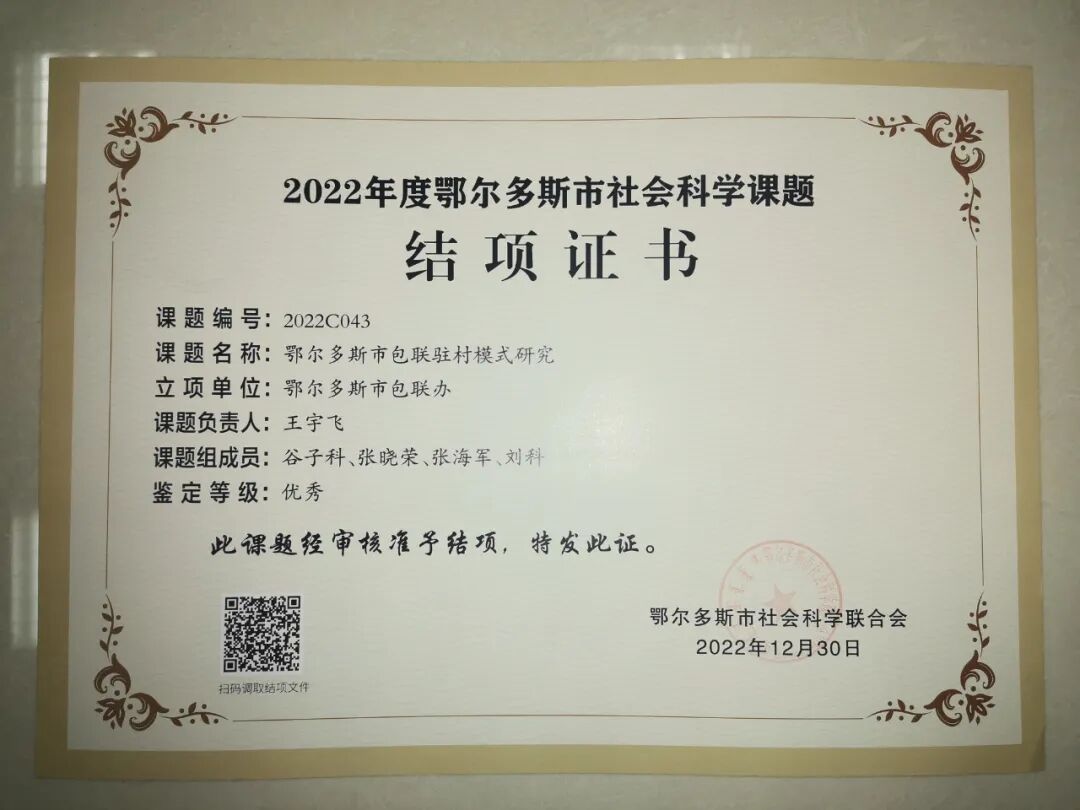 2022年度鄂尔多斯市社会科学课题
结项证书
课题编号：2022C043
课题名称：鄂尔多斯市包联驻村模式研究
立项单位：鄂尔多斯市包联办
课题负责人：王宇飞
课题组成员：谷子科、张晓荣、张海军、刘科
鉴定等级：优秀
此课题经审核准予结项，特发此证。
扫码调取结项文件
鄂尔多斯市社会科学联合会
2022年12月30日